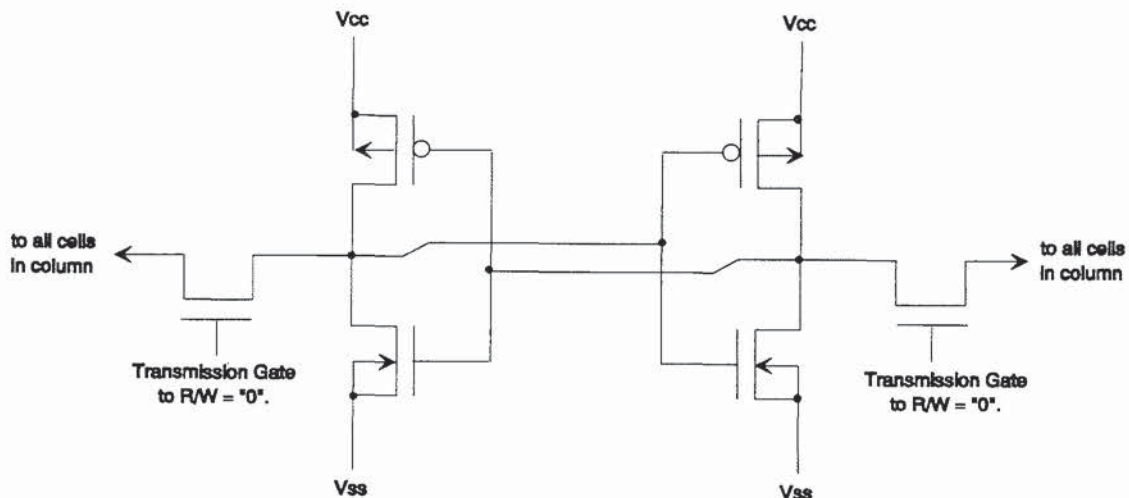 Vcc
Vcc
to all cells
in column
to all cells
in column
Transmission Gate
to R/W = "0".
Transmission Gate
to R/W = "0".
Vss
Vss